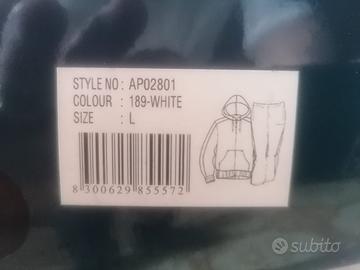 STYLE NO : AP02801
COLOUR : 189-WHITE
SIZE : L
8 300629 855572
subito